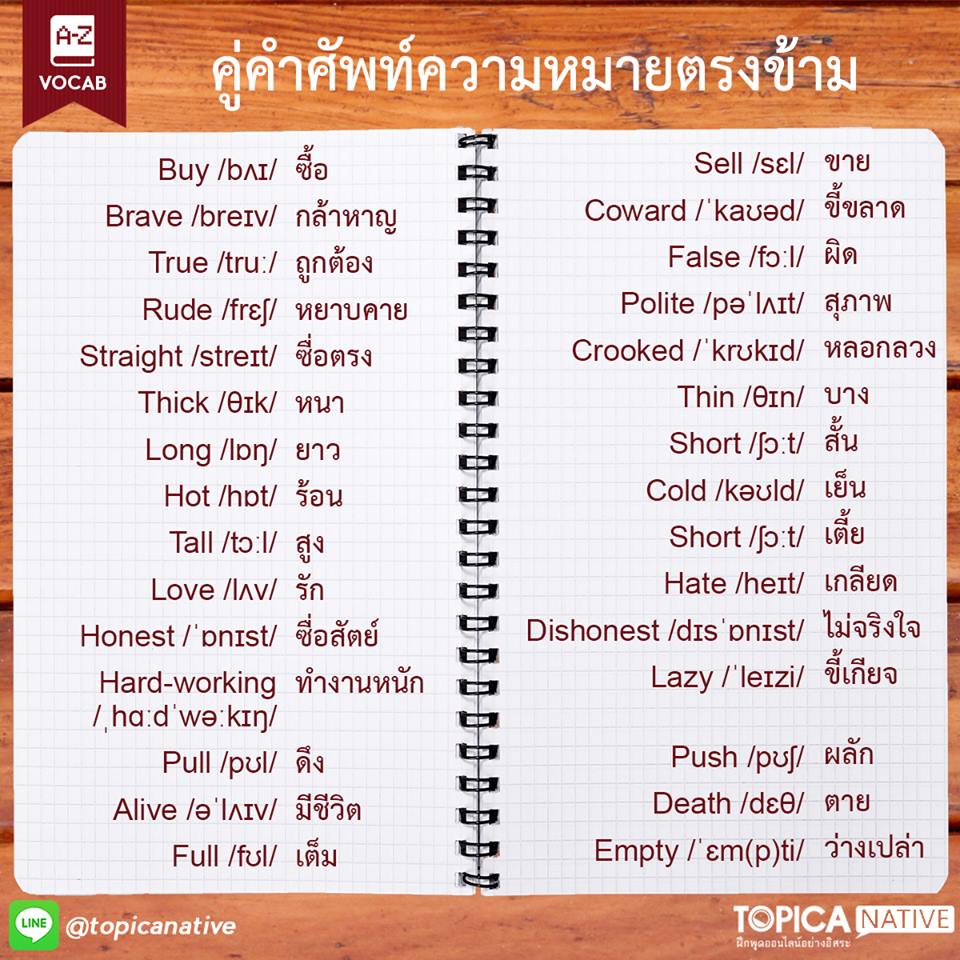 A-Z
VOCAB
คู่คำศัพท์ความหมายตรงข้าม
Buy /bʌɪ/ ซื้อ
Brave /breɪv/ กล้าหาญ
True /truː/ ถูกต้อง
Rude /frɛʃ/ หยาบคาย
Straight /streɪt/ ซื่อตรง
Thick /θɪk/ หนา
Long /lɒŋ/ ยาว
Hot /hɒt/ ร้อน
Tall /tɔːl/ สูง
Love /lʌv/ รัก
Honest /ˈɒnɪst/ ซื่อสัตย์
Hard-working ทำงานหนัก
/ˌhɑːdˈwəːkɪŋ/
Pull /pʊl/ ดึง
Alive /əˈlʌɪv/ มีชีวิต
Full /fʊl/ เต็ม
Sell /sɛl/ ขาย
Coward /ˈkaʊəd/ ขี้ขลาด
False /fɔːl/ ผิด
Polite /pəˈlʌɪt/ สุภาพ
Crooked /ˈkrʊkɪd/ หลอกลวง
Thin /θɪn/ บาง
Short /ʃɔːt/ สั้น
Cold /kəʊld/ เย็น
Short /ʃɔːt/ เตี้ย
Hate /heɪt/ เกลียด
Dishonest /dɪsˈɒnɪst/ ไม่จริงใจ
Lazy /ˈleɪzi/ ขี้เกียจ
Push /pʊʃ/ ผลัก
Death /dɛθ/ ตาย
Empty /ˈɛm(p)ti/ ว่างเปล่า
LINE @topicanative
TOPICA NATIVE
ฝึกพูดออนไลน์อย่างอิสระ